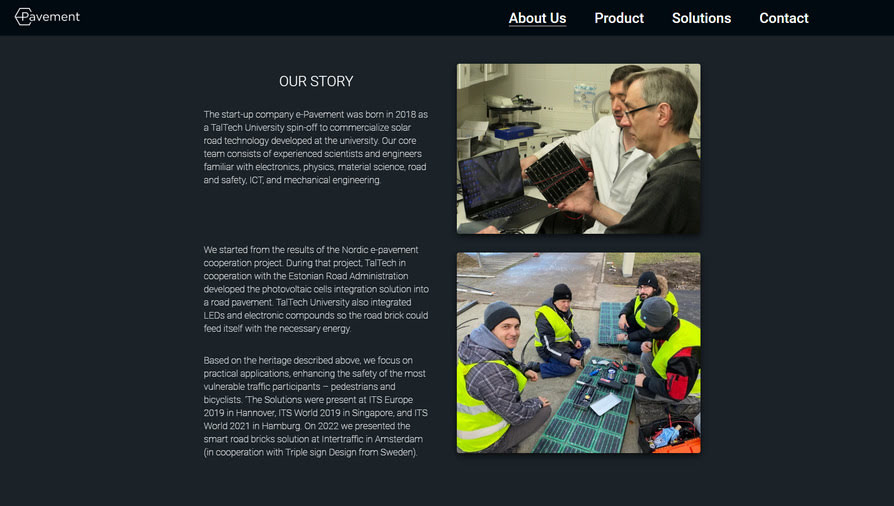 e-Pavement
About Us Product Solutions Contact
OUR STORY
The start-up company e-Pavement was born in 2018 as
a TalTech University spin-off to commercialize solar
road technology developed at the university. Our core
team consists of experienced scientists and engineers
familiar with electronics, physics, material science, road
and safety, ICT, and mechanical engineering.
We started from the results of the Nordic e-pavement
cooperation project. During that project, TalTech in
cooperation with the Estonian Road Administration
developed the photovoltaic cells integration solution into
a road pavement. TalTech University also integrated
LEDs and electronic compounds so the road brick could
feed itself with the necessary energy.
Based on the heritage described above, we focus on
practical applications, enhancing the safety of the most
vulnerable traffic participants – pedestrians and
bicyclists. 'The Solutions were present at ITS Europe
2019 in Hannover, ITS World 2019 in Singapore, and ITS
World 2021 in Hamburg. On 2022 we presented the
smart road bricks solution at Intertraffic in Amsterdam
(in cooperation with Triple sign Design from Sweden).